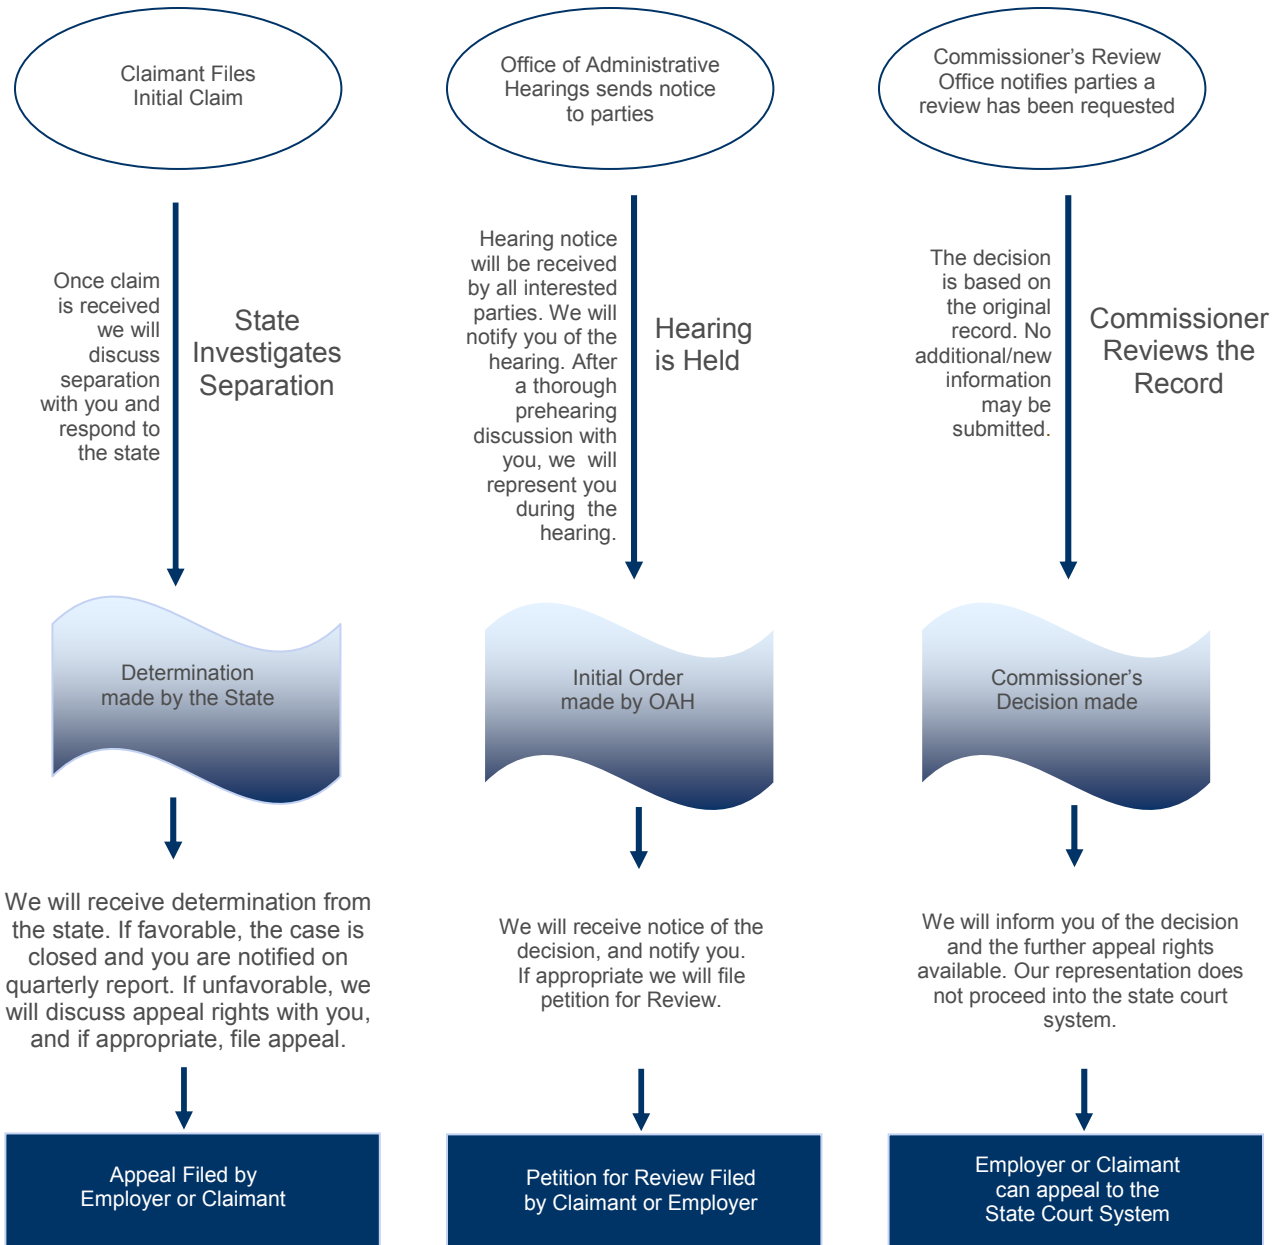 Claimant Files
Initial Claim
Once claim
is received
we will
discuss
separation
with you and
respond to
the state
State
Investigates
Separation
Determination
made by the State
We will receive determination from
the state. If favorable, the case is
closed and you are notified on
quarterly report. If unfavorable, we
will discuss appeal rights with you,
and if appropriate, file appeal.
Appeal Filed by
Employer or Claimant
Office of Administrative
Hearings sends notice
to parties
Hearing notice
will be received
by all interested
parties. We will
notify you of the
hearing. After
a thorough
prehearing
discussion with
you, we will
represent you
during the
hearing.
Hearing
is Held
Initial Order
made by OAH
We will receive notice of the
decision, and notify you.
If appropriate we will file
petition for Review.
Petition for Review Filed
by Claimant or Employer
Commissioner’s Review
Office notifies parties a
review has been requested
The decision
is based on
the original
record. No
additional/new
information
may be
submitted.
Commissioner
Reviews the
Record
Commissioner’s
Decision made
We will inform you of the decision
and the further appeal rights
available. Our representation does
not proceed into the state court
system.
Employer or Claimant
can appeal to the
State Court System